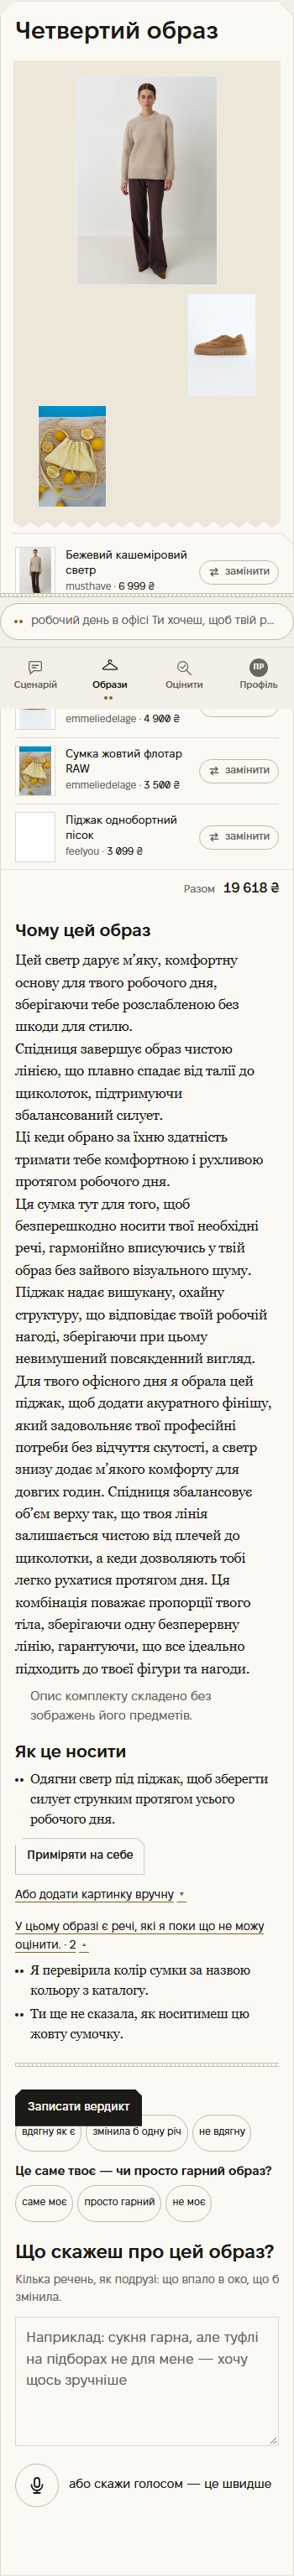 Четвертий образ
Бежевий кашеміровий
светр
musthave · 6 999 ₴
замінити
робочий день в офісі Ти хочеш, щоб твій р...
Сценарій
Образи
Оцінити
ПР
Профіль
emmeliedelage · 4 900 ₴
Сумка жовтий флотар
RAW
emmeliedelage · 3 500 ₴
замінити
Піджак однобортний
пісок
feelyou · 3 099 ₴
замінити
Разом 19 618 ₴
Чому цей образ
Цей светр дарує м’яку, комфортну
основу для твого робочого дня,
зберігаючи тебе розслабленою без
шкоди для стилю.
Спідниця завершує образ чистою
лінією, що плавно спадає від талії до
щиколоток, підтримуючи
збалансований силует.
Ці кеди обрано за їхню здатність
тримати тебе комфортною і рухливою
протягом робочого дня.
Ця сумка тут для того, щоб
безперешкодно носити твої необхідні
речі, гармонійно вписуючись у твій
образ без зайвого візуального шуму.
Піджак надає вишукану, охайну
структуру, що відповідає твоїй робочій
нагоді, зберігаючи при цьому
невимушений повсякденний вигляд.
Для твого офісного дня я обрала цей
піджак, щоб додати акуратного фінішу,
який задовольняє твої професійні
потреби без відчуття скутості, а светр
знизу додає м’якого комфорту для
довгих годин. Спідниця збалансовує
об’єм верху так, що твоя лінія
залишається чистою від плечей до
щиколотки, а кеди дозволяють тобі
легко рухатися протягом дня. Ця
комбінація поважає пропорції твого
тіла, зберігаючи одну безперервну
лінію, гарантуючи, що все ідеально
підходить до твоєї фігури та нагоди.
Опис комплекту складено без
зображень його предметів.
Як це носити
Одягни светр під піджак, щоб зберегти
силует струнким протягом усього
робочого дня.
Приміряти на себе
Або додати картинку вручну
У цьому образі є речі, які я поки що не можу
оцінити. · 2
Я перевірила колір сумки за назвою
кольору з каталогу.
Ти ще не сказала, як носитимеш цю
жовту сумочку.
Записати вердикт
вдягну як є
змінила б одну річ
не вдягну
Це саме твоє — чи просто гарний образ?
саме моє
просто гарний
не моє
Що скажеш про цей образ?
Кілька речень, як подрузі: що впало в око, що б
змінила.
Наприклад: сукня гарна, але туфлі
на підборах не для мене — хочу
щось зручніше
або скажи голосом — це швидше